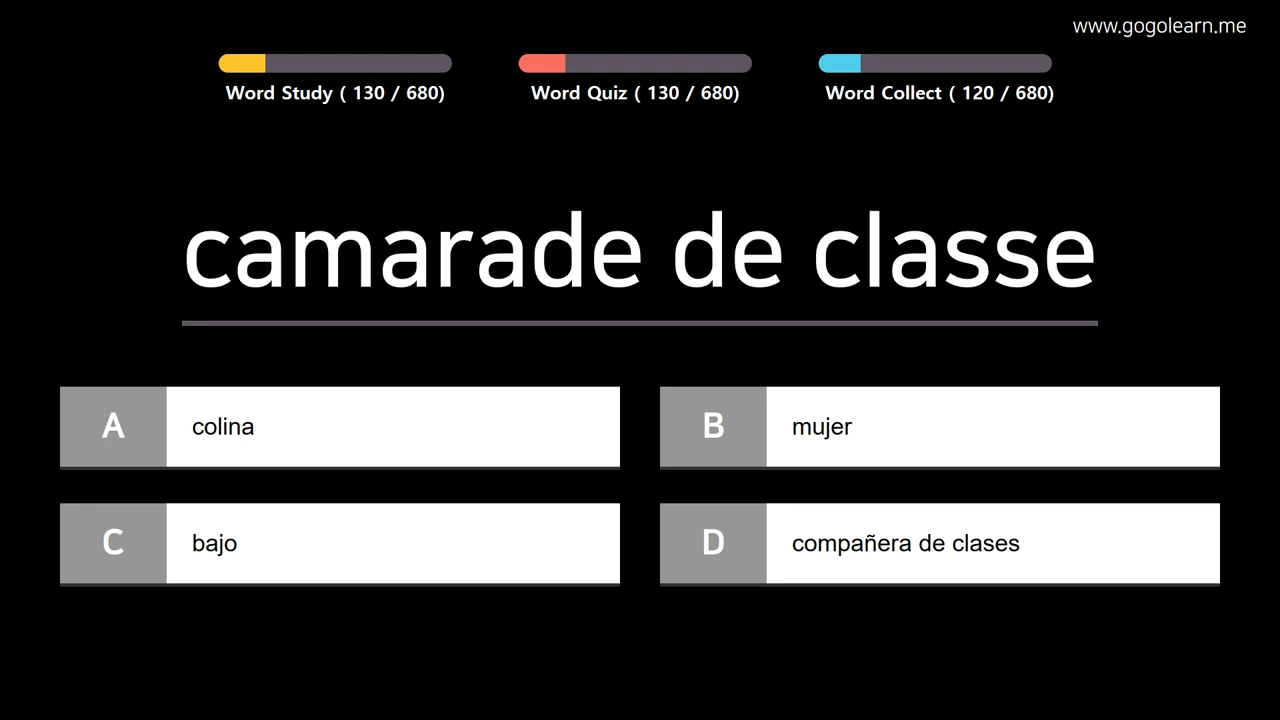 www.gogolearn.me
Word Study ( 130 / 680)
Word Quiz ( 130 / 680)
Word Collect ( 120 / 680)
camarade de classe
A
colina
B
mujer
C
bajo
D
compañera de clases